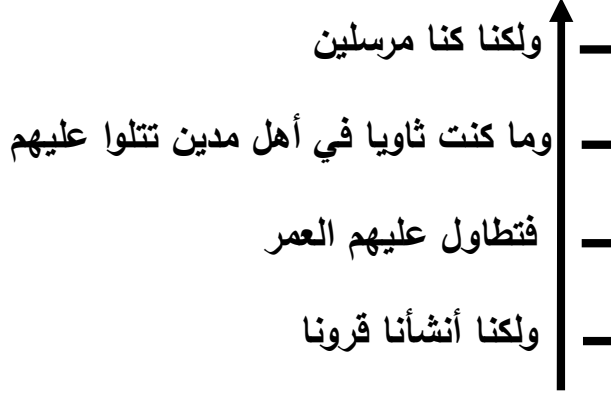 ولكنا كنا مرسلين
وما كنت ثاويا في أهل مدين تتلوا عليهم
فتطاول عليهم العمر
ولكنا أنشأنا قرونا